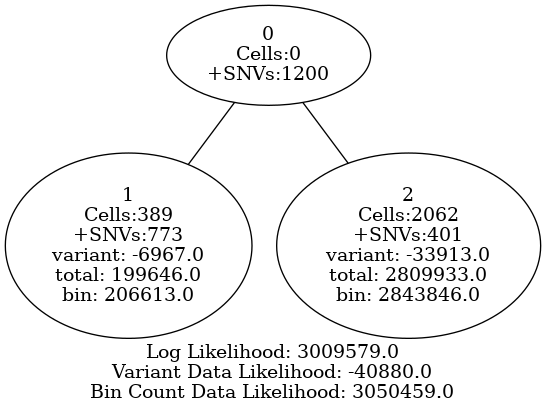 0
Cells:0
+SNVs:1200
1
Cells:389
+SNVs:773
variant: -6967.0
total: 199646.0
bin: 206613.0
2
Cells:2062
+SNVs:401
variant: -33913.0
total: 2809933.0
bin: 2843846.0
Log Likelihood: 3009579.0
Variant Data Likelihood: -40880.0
Bin Count Data Likelihood: 3050459.0